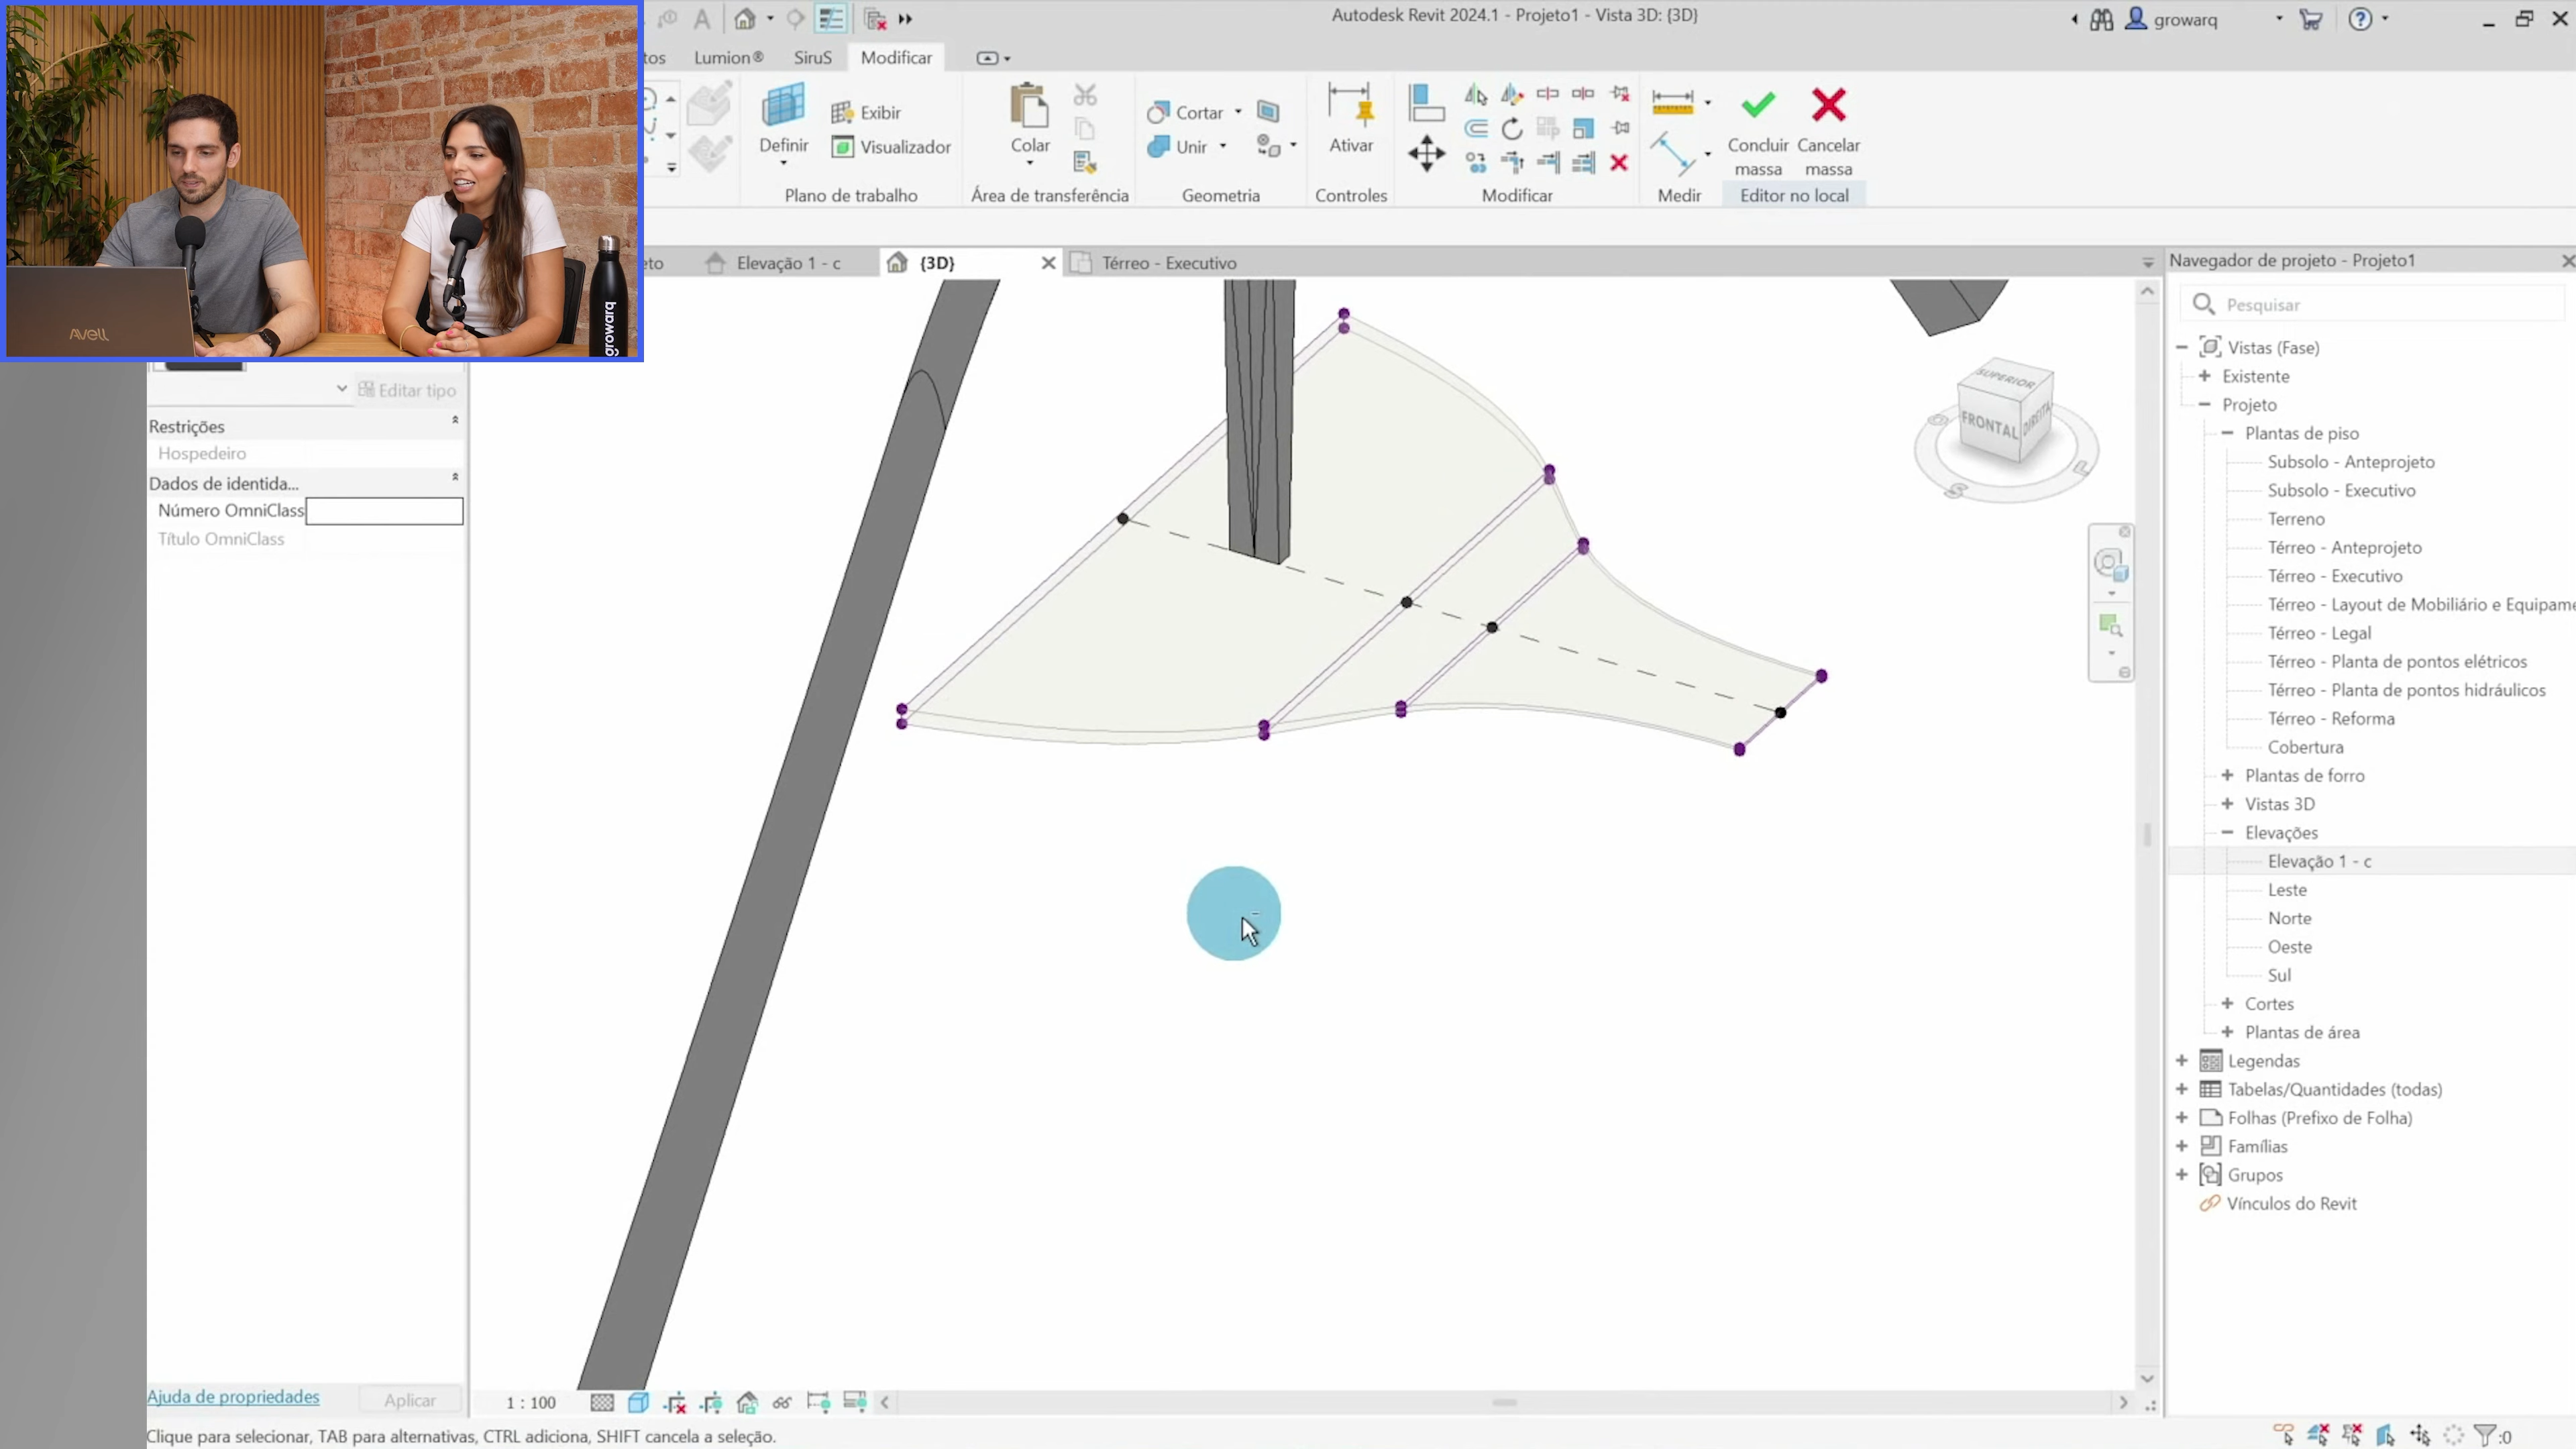 Autodesk Revit 2024.1 - Projeto1 - Vista 3D: {3D}
growarq
tos
Lumion®
SiruS
Modificar
Definir
Exibir
Visualizador
Plano de trabalho
Colar
Área de transferência
Cortar
Unir
Geometria
Ativar
Controles
Modificar
Medir
Concluir massa
Cancelar massa
Editor no local
Avell
growarq
eto
Elevação 1 - c
{3D}
Térreo - Executivo
Editar tipo
Restrições
Hospedeiro
Dados de identida...
Número OmniClass
Título OmniClass
Ajuda de propriedades
Aplicar
SUPERIOR
FRONTAL
DIREITA
S
L
1 : 100
Clique para selecionar, TAB para alternativas, CTRL adiciona, SHIFT cancela a seleção.
:0
Navegador de projeto - Projeto1
Pesquisar
Vistas (Fase)
Existente
Projeto
Plantas de piso
Subsolo - Anteprojeto
Subsolo - Executivo
Terreno
Térreo - Anteprojeto
Térreo - Executivo
Térreo - Layout de Mobiliário e Equipame
Térreo - Legal
Térreo - Planta de pontos elétricos
Térreo - Planta de pontos hidráulicos
Térreo - Reforma
Cobertura
Plantas de forro
Vistas 3D
Elevações
Elevação 1 - c
Leste
Norte
Oeste
Sul
Cortes
Plantas de área
Legendas
Tabelas/Quantidades (todas)
Folhas (Prefixo de Folha)
Famílias
Grupos
Vínculos do Revit